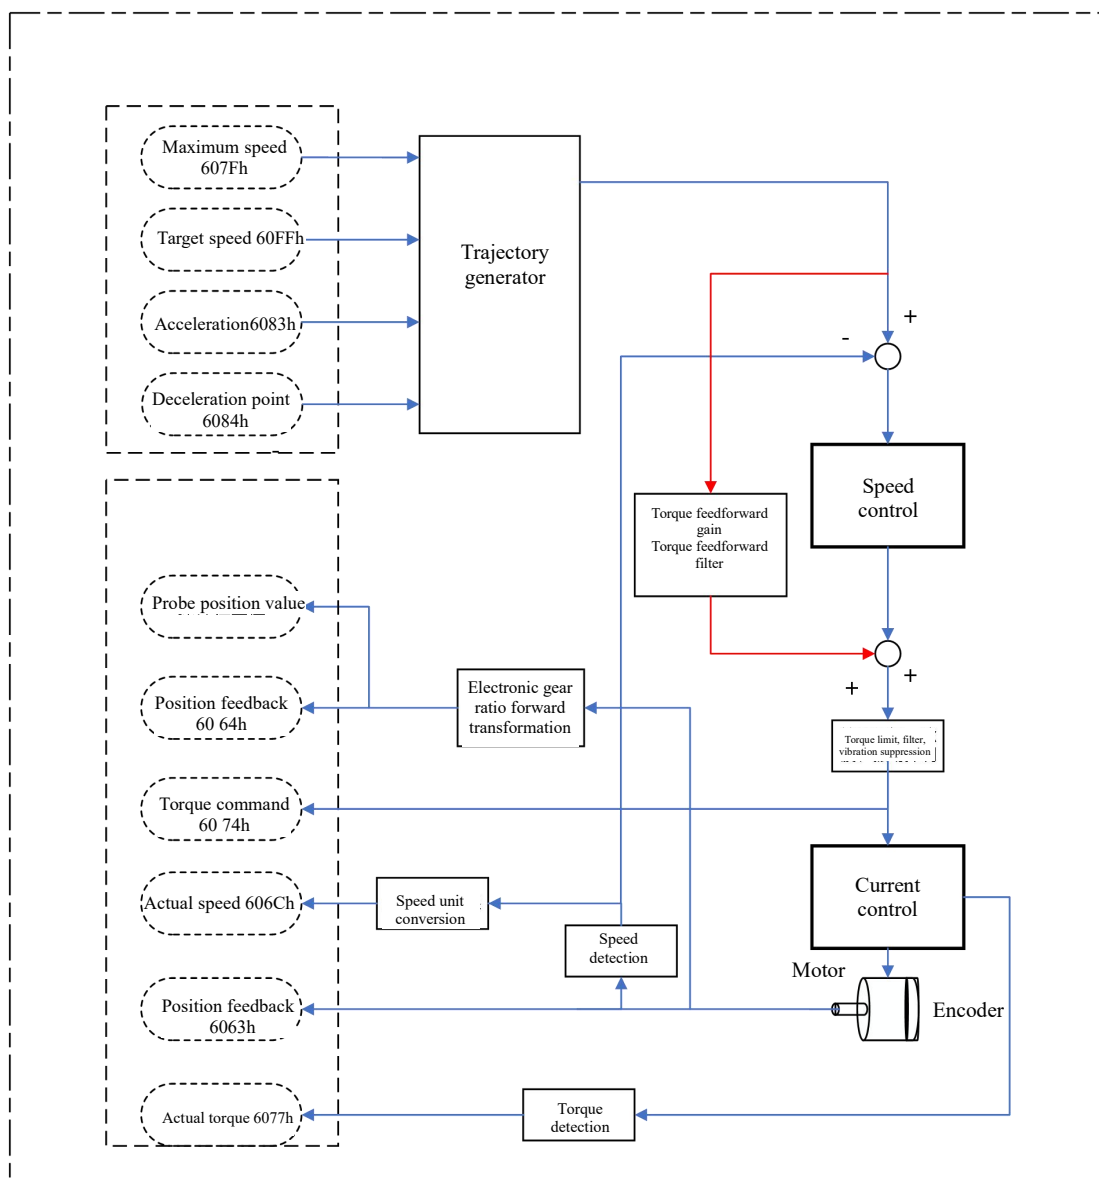 Maximum speed
607Fh
Target speed 60FFh
Acceleration6083h
Deceleration point
6084h
Trajectory
generator
+
-
Speed
control
Torque feedforward
gain
Torque feedforward
filter
Probe position value
Position feedback
60 64h
Electronic gear
ratio forward
transformation
+
+
Torque limit, filter,
vibration suppression
Torque command
60 74h
Actual speed 606Ch
Speed unit
conversion
Speed
detection
Current
control
Motor
Encoder
Position feedback
6063h
Actual torque 6077h
Torque
detection